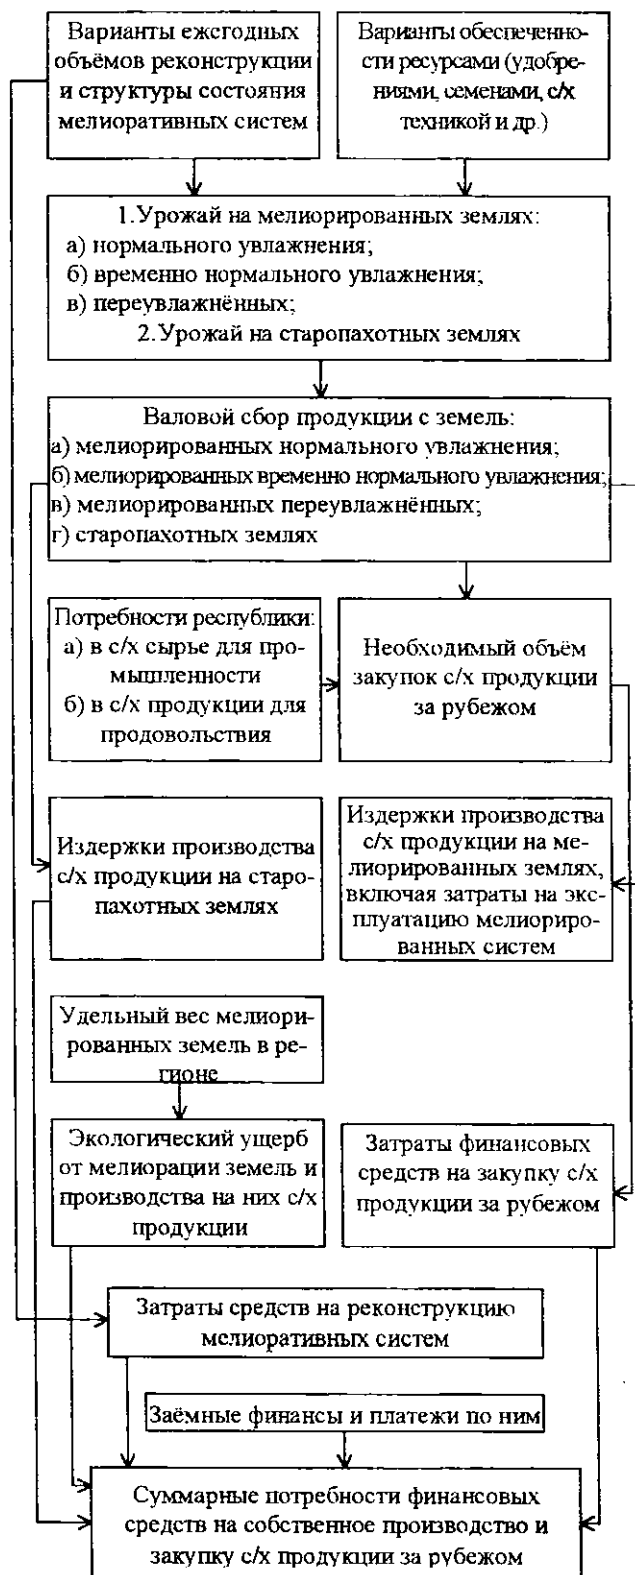 Варианты ежегодных
объёмов реконструкции
и структуры состояния
мелиоративных систем
Варианты обеспеченно-
сти ресурсами (удобре-
ниями, семенами, с/х
техникой и др.)
1.Урожай на мелиорированных землях:
а) нормального увлажнения;
б) временно нормального увлажнения;
в) переувлажнённых;
2.Урожай на старопахотных землях
Валовой сбор продукции с земель:
а) мелиорированных нормального увлажнения;
б) мелиорированных временно нормального увлажнения;
в) мелиорированных переувлажнённых;
г) старопахотных землях
Потребности республики:
а) в с/х сырье для про-
мышленности
б) в с/х продукции для
продовольствия
Необходимый объём
закупок с/х продукции
за рубежом
Издержки производства
с/х продукции на старо-
пахотных землях
Издержки производства
с/х продукции на ме-
лиорированных землях,
включая затраты на экс-
плуатацию мелиориро-
ванных систем
Удельный вес мелиори-
рованных земель в ре-
гионе
Экологический ущерб
от мелиорации земель и
производства на них с/х
продукции
Затраты финансовых
средств на закупку с/х
продукции за рубежом
Затраты средств на реконструкцию
мелиоративных систем
Заёмные финансы и платежи по ним
Суммарные потребности финансовых
средств на собственное производство и
закупку с/х продукции за рубежом